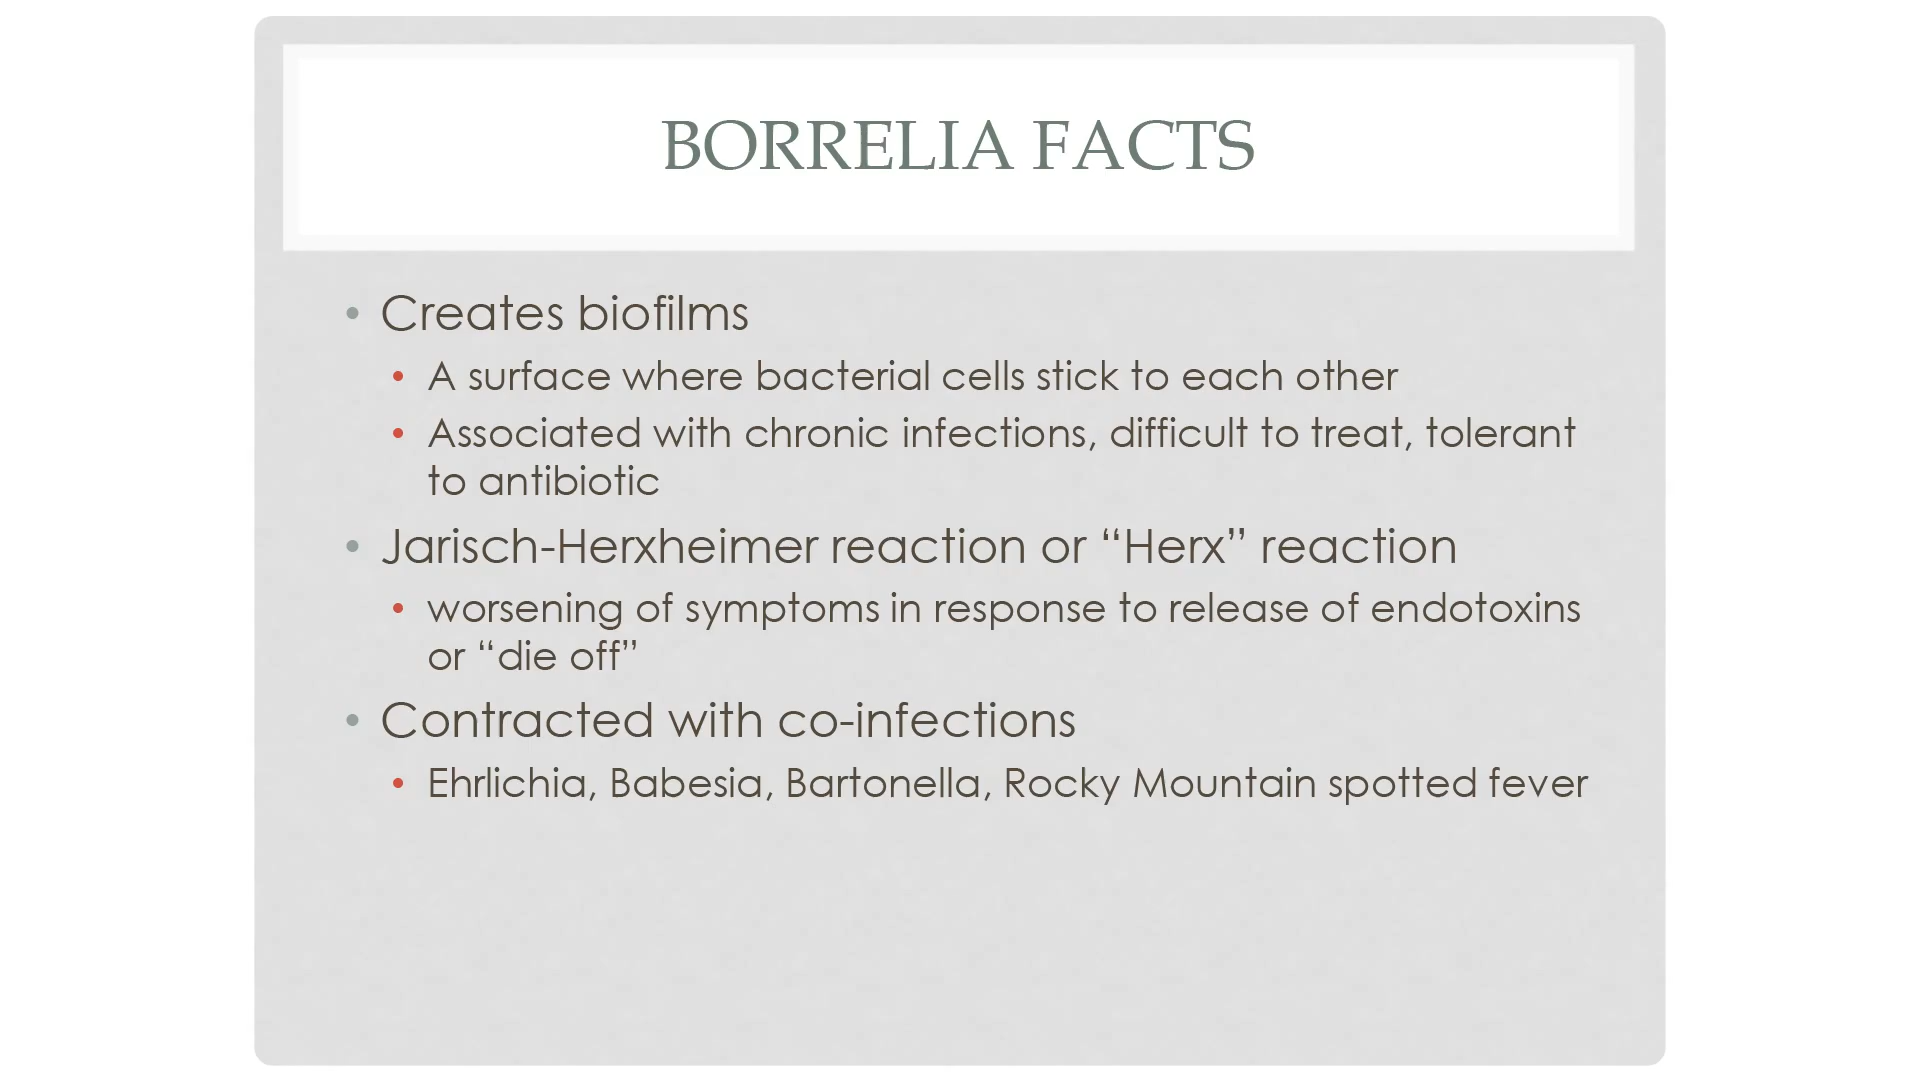 BORRELIA FACTS
• Creates biofilms
• A surface where bacterial cells stick to each other
• Associated with chronic infections, difficult to treat, tolerant
to antibiotic
• Jarisch-Herxheimer reaction or “Herx” reaction
• worsening of symptoms in response to release of endotoxins
or “die off”
• Contracted with co-infections
• Ehrlichia, Babesia, Bartonella, Rocky Mountain spotted fever